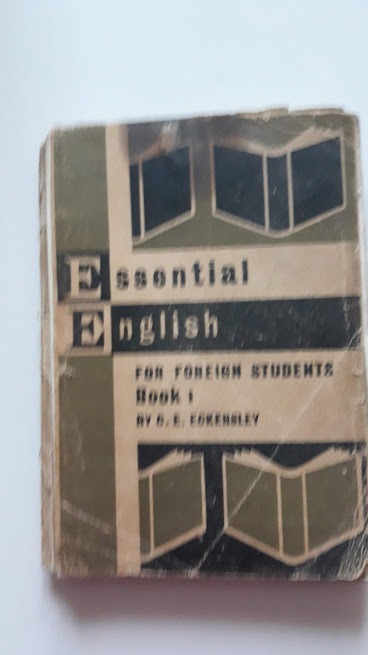 Essential
English
FOR FOREIGN STUDENTS
Book 1
BY C. E. ECKERSLEY